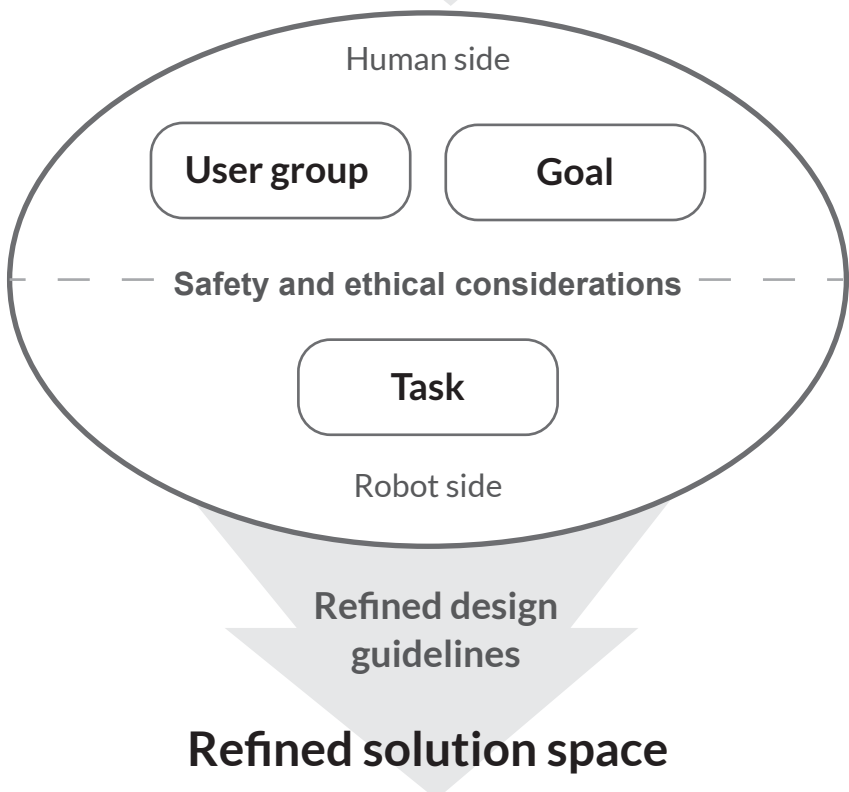 Human side
User group
Goal
Safety and ethical considerations
Task
Robot side
Refined design
guidelines
Refined solution space